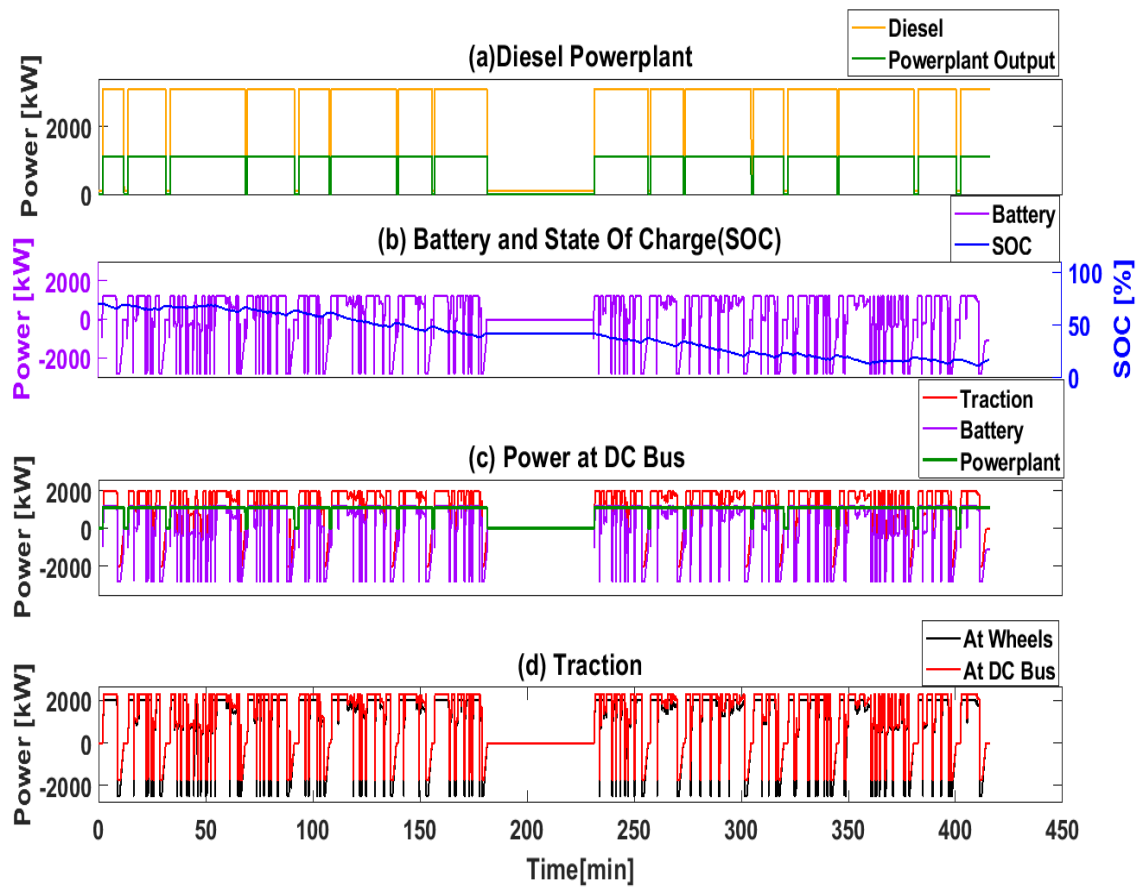 Diesel
Powerplant Output
(a)Diesel Powerplant
Power [kW]
2000
0
Battery
SOC
(b) Battery and State Of Charge(SOC)
Power [kW]
2000
0
-2000
100
50
0
SOC [%]
Traction
Battery
Powerplant
(c) Power at DC Bus
Power [kW]
2000
0
-2000
At Wheels
At DC Bus
(d) Traction
Power [kW]
2000
0
-2000
0 50 100 150 200 250 300 350 400 450
Time[min]